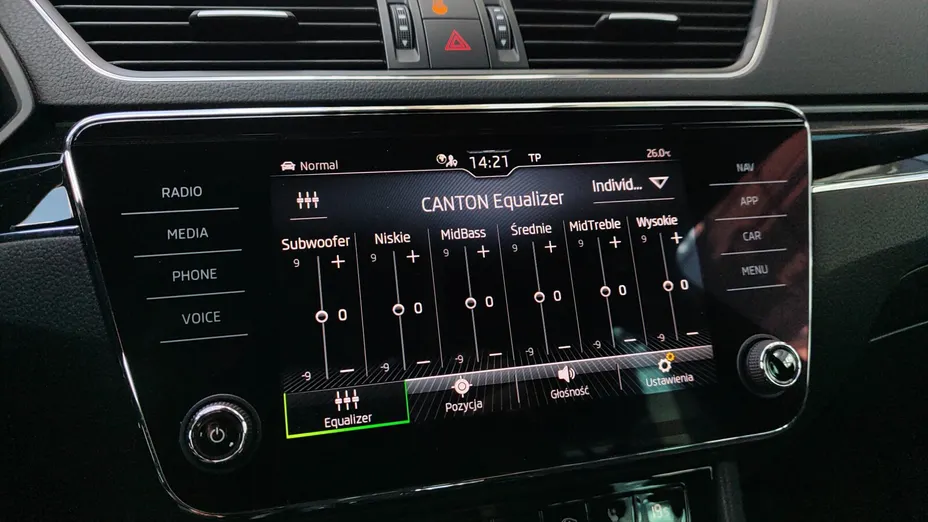 Normal
14:21
TP
26.0°C
CANTON Equalizer
Individ...
RADIO
MEDIA
PHONE
VOICE
NAV
APP
CAR
MENU
Subwoofer
Niskie
MidBass
Średnie
MidTreble
Wysokie
9 + 9 + 9 + 9 + 9 + 9 +
0 0 0 0 0 0
-9 – -9 – -9 – -9 – -9 – -9 –
Equalizer
Pozycja
Głośność
Ustawienia